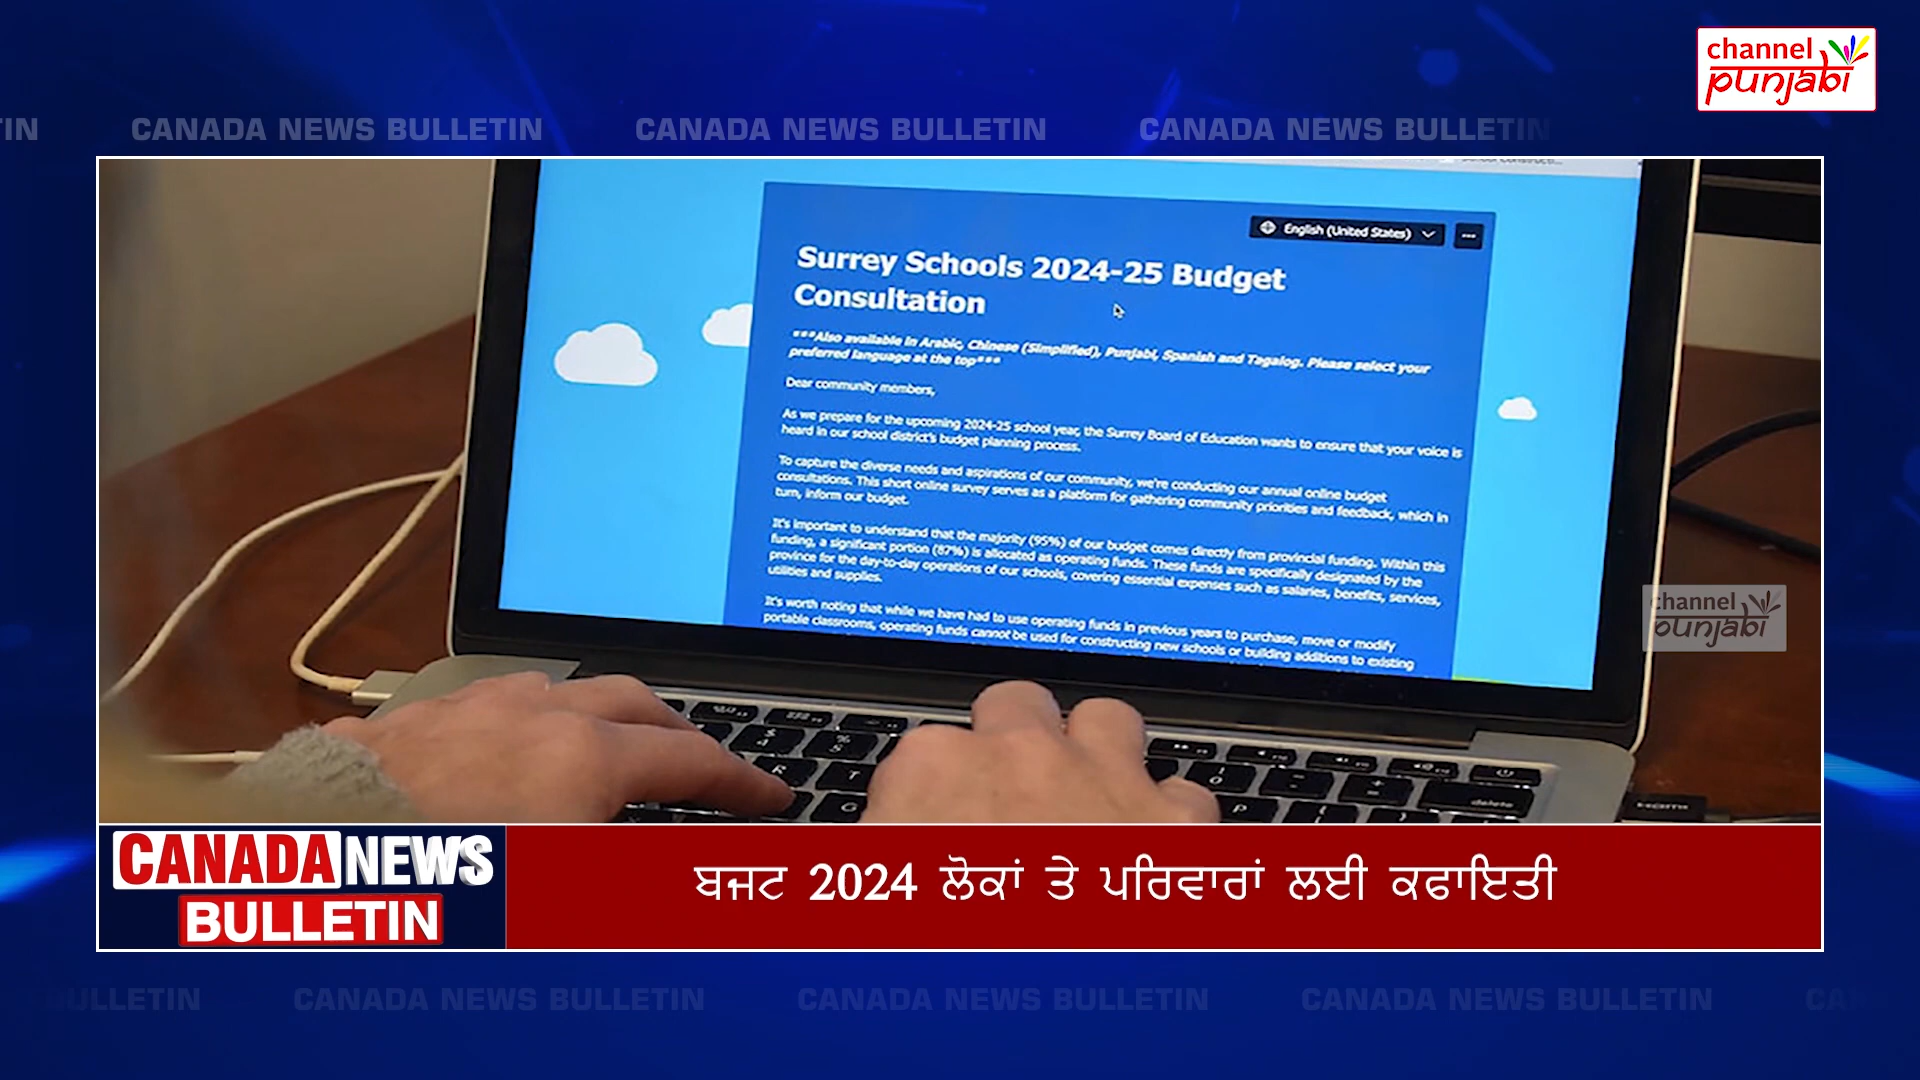 channel
punjabi
CANADA NEWS BULLETIN CANADA NEWS BULLETIN CANADA NEWS BULLETIN
English (United States)
Surrey Schools 2024-25 Budget
Consultation
***Also available in Arabic, Chinese (Simplified), Punjabi, Spanish and Tagalog. Please select your
preferred language at the top***
Dear community members,
As we prepare for the upcoming 2024-25 school year, the Surrey Board of Education wants to ensure that your voice is
heard in our school district's budget planning process.
To capture the diverse needs and aspirations of our community, we're conducting our annual online budget
consultations. This short online survey serves as a platform for gathering community priorities and feedback, which in
turn, inform our budget.
It's important to understand that the majority (95%) of our budget comes directly from provincial funding. Within this
funding, a significant portion (87%) is allocated as operating funds. These funds are specifically designated by the
province for the day-to-day operations of our schools, covering essential expenses such as salaries, benefits, services,
utilities and supplies.
It's worth noting that while we have had to use operating funds in previous years to purchase, move or modify
portable classrooms, operating funds cannot be used for constructing new schools or building additions to existing
channel
punjabi
delete
CANADA NEWS
BULLETIN
ਬਜਟ 2024 ਲੋਕਾਂ ਤੇ ਪਰਿਵਾਰਾਂ ਲਈ ਕਫਾਇਤੀ
BULLETIN CANADA NEWS BULLETIN CANADA NEWS BULLETIN CANADA NEWS BULLETIN